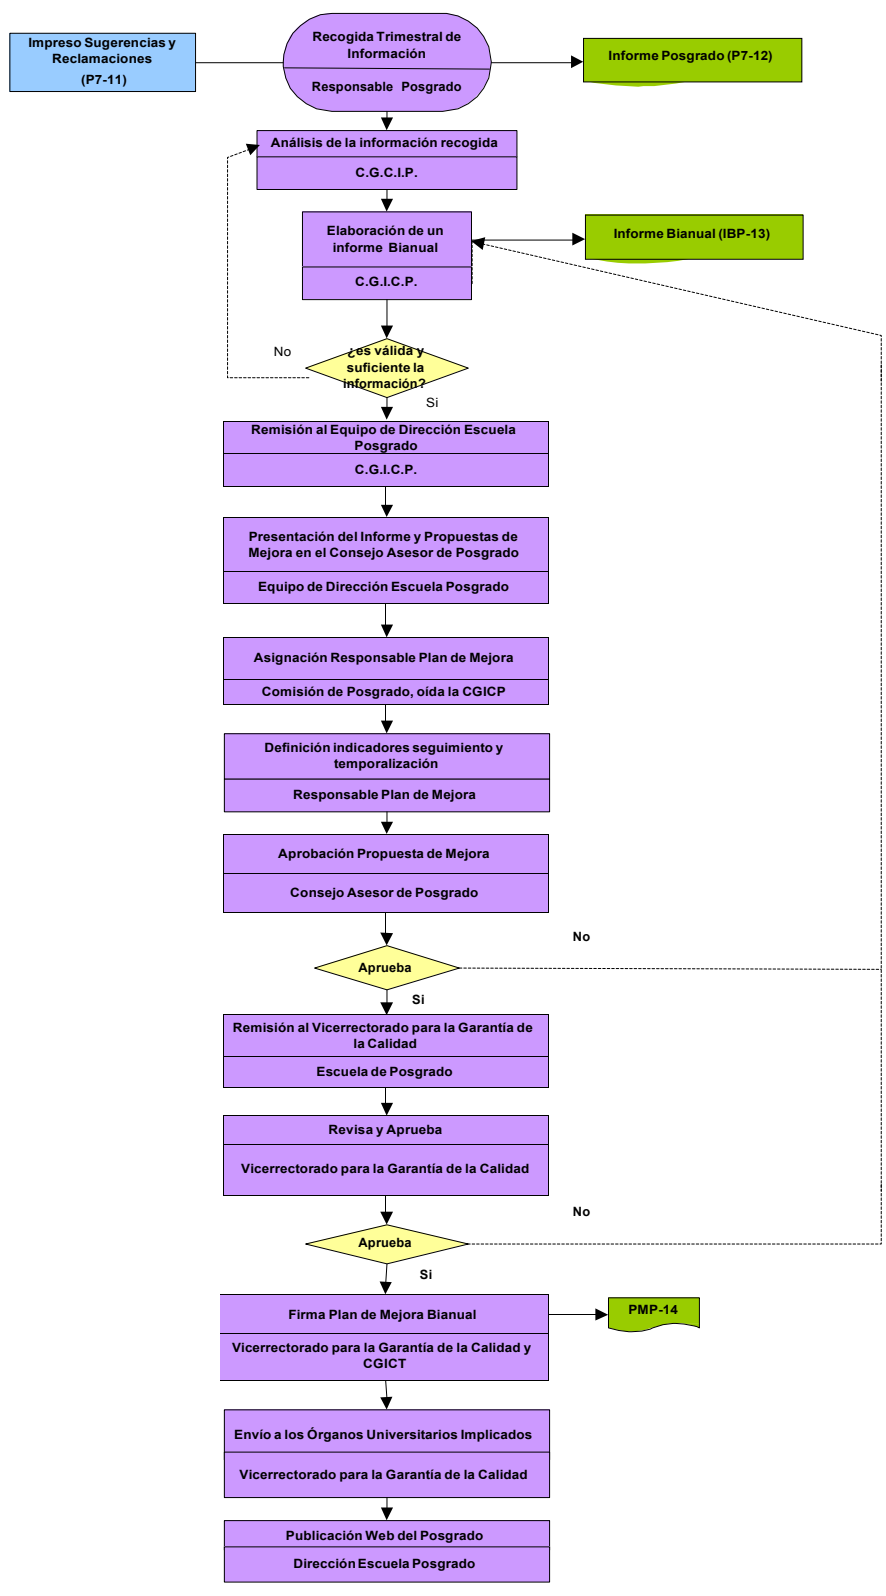 Impreso Sugerencias y
Reclamaciones
(P7-11)
Recogida Trimestral de
Información
Responsable Posgrado
Informe Posgrado (P7-12)
Análisis de la información recogida
C.G.C.I.P.
Elaboración de un
informe Bianual
C.G.I.C.P.
Informe Bianual (IBP-13)
No
¿es válida y
suficiente la
información?
Si
Remisión al Equipo de Dirección Escuela
Posgrado
C.G.I.C.P.
Presentación del Informe y Propuestas de
Mejora en el Consejo Asesor de Posgrado
Equipo de Dirección Escuela Posgrado
Asignación Responsable Plan de Mejora
Comisión de Posgrado, oída la CGICP
Definición indicadores seguimiento y
temporalización
Responsable Plan de Mejora
Aprobación Propuesta de Mejora
Consejo Asesor de Posgrado
No
Aprueba
Si
Remisión al Vicerrectorado para la Garantía de
la Calidad
Escuela de Posgrado
Revisa y Aprueba
Vicerrectorado para la Garantía de la Calidad
No
Aprueba
Si
Firma Plan de Mejora Bianual
Vicerrectorado para la Garantía de la Calidad y
CGICT
PMP-14
Envío a los Órganos Universitarios Implicados
Vicerrectorado para la Garantía de la Calidad
Publicación Web del Posgrado
Dirección Escuela Posgrado